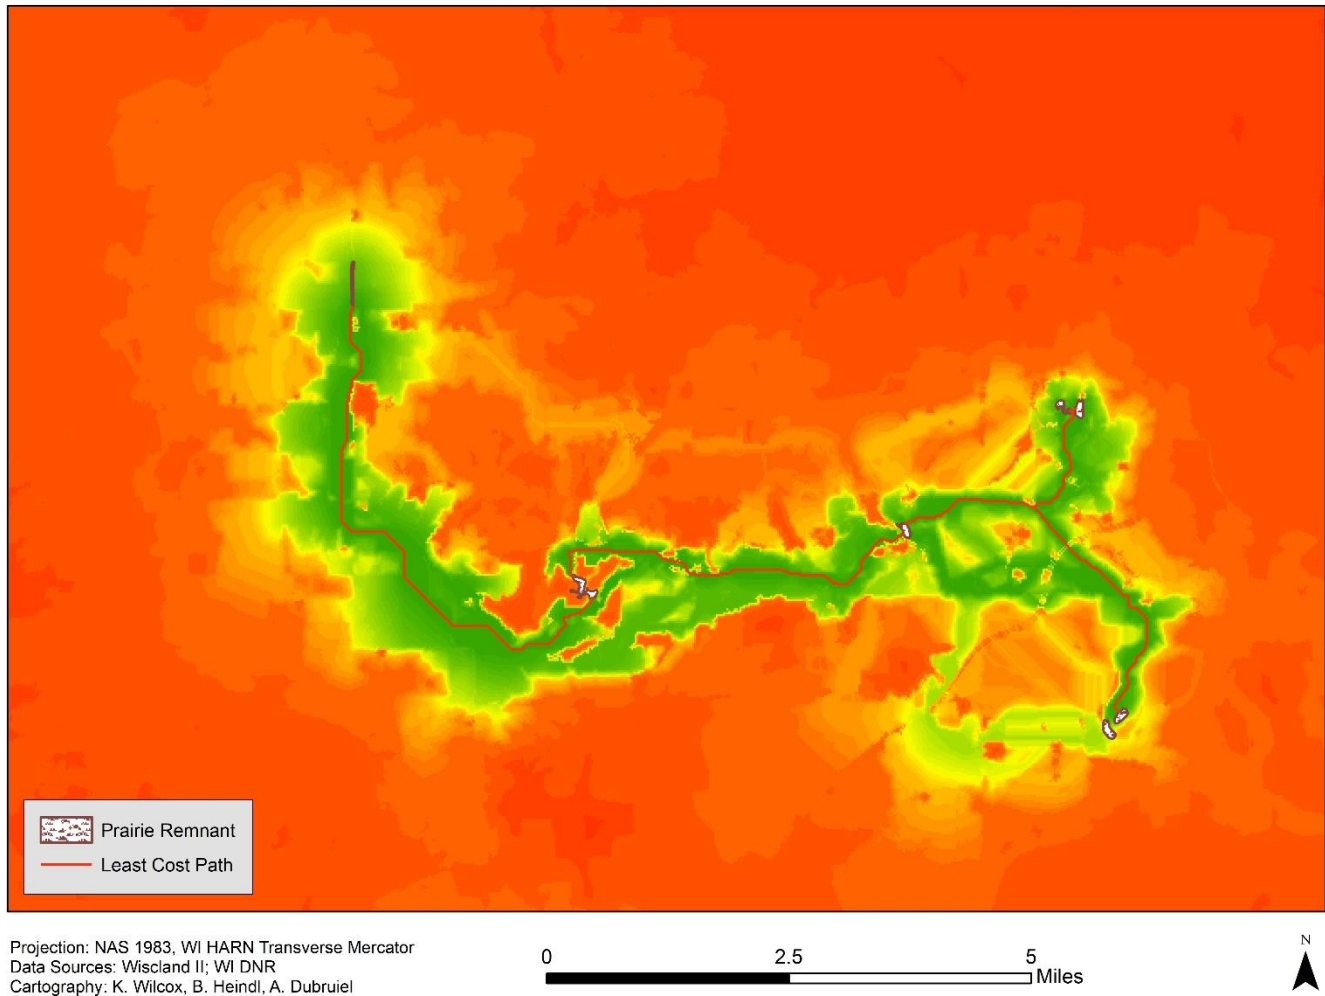 Prairie Remnant
Least Cost Path
Projection: NAS 1983, WI HARN Transverse Mercator
Data Sources: Wiscland II; WI DNR
Cartography: K. Wilcox, B. Heindl, A. Dubruiel
0 2.5 5
Miles
N